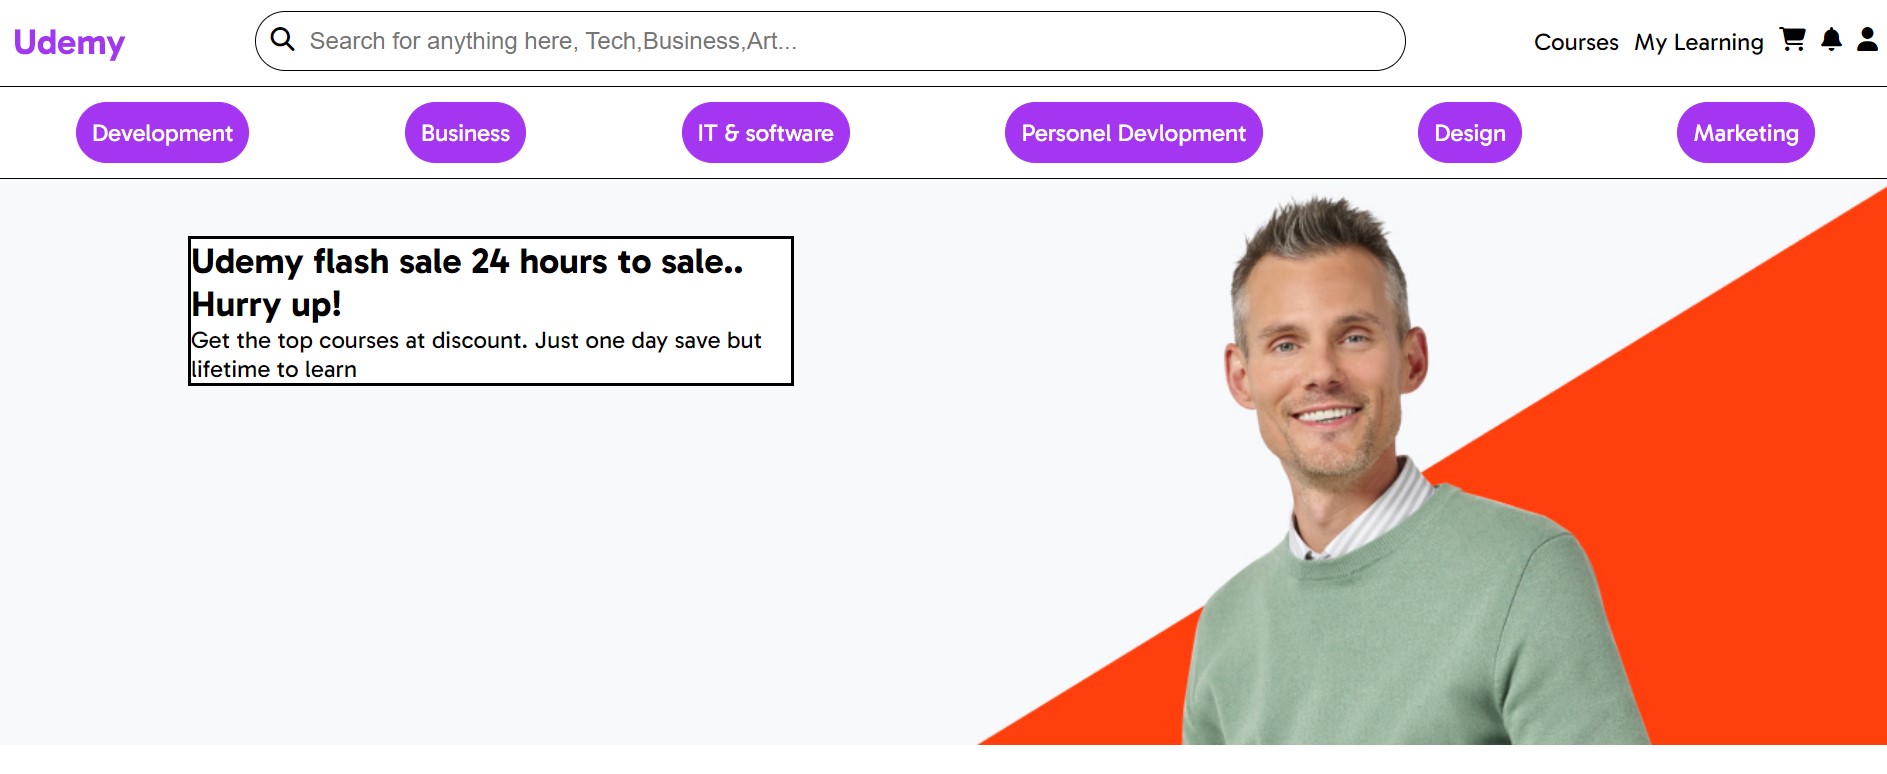 Udemy
Search for anything here, Tech,Business,Art...
Courses My Learning
Development
Business
IT & software
Personel Devlopment
Design
Marketing
Udemy flash sale 24 hours to sale..
Hurry up!
Get the top courses at discount. Just one day save but
lifetime to learn